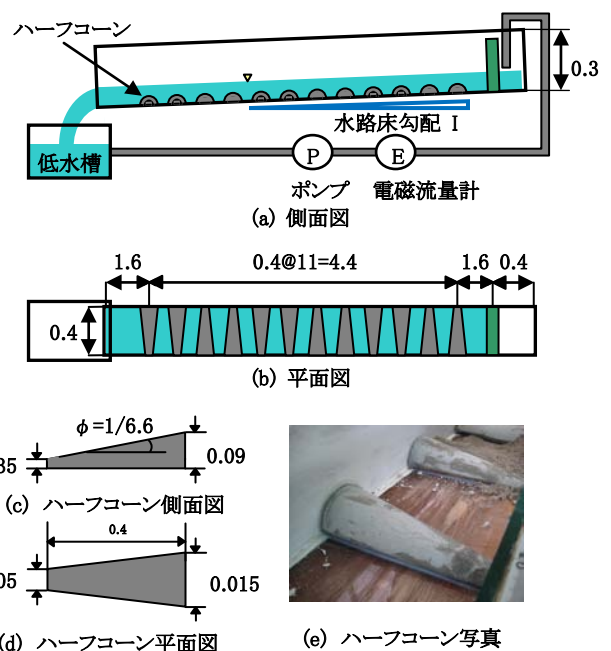 ハーフコーン
0.3
水路床勾配 I
低水槽
P
E
ポンプ 電磁流量計
(a) 側面図
1.6
0.4@11=4.4
1.6
0.4
0.4
(b) 平面図
φ=1/6.6
35
0.09
(c) ハーフコーン側面図
0.4
05
0.015
(d) ハーフコーン平面図
(e) ハーフコーン写真